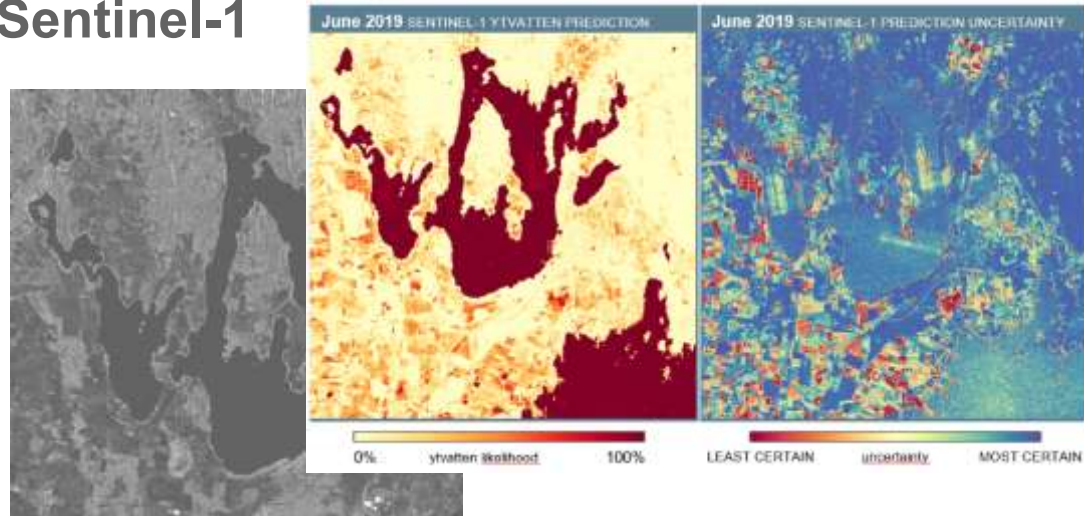 Sentinel-1
June 2019 SENTINEL-1 YTVATTEN PREDICTION
June 2019 SENTINEL-1 PREDICTION UNCERTAINTY
0% ytvatten likelihood 100%
LEAST CERTAIN uncertainty MOST CERTAIN